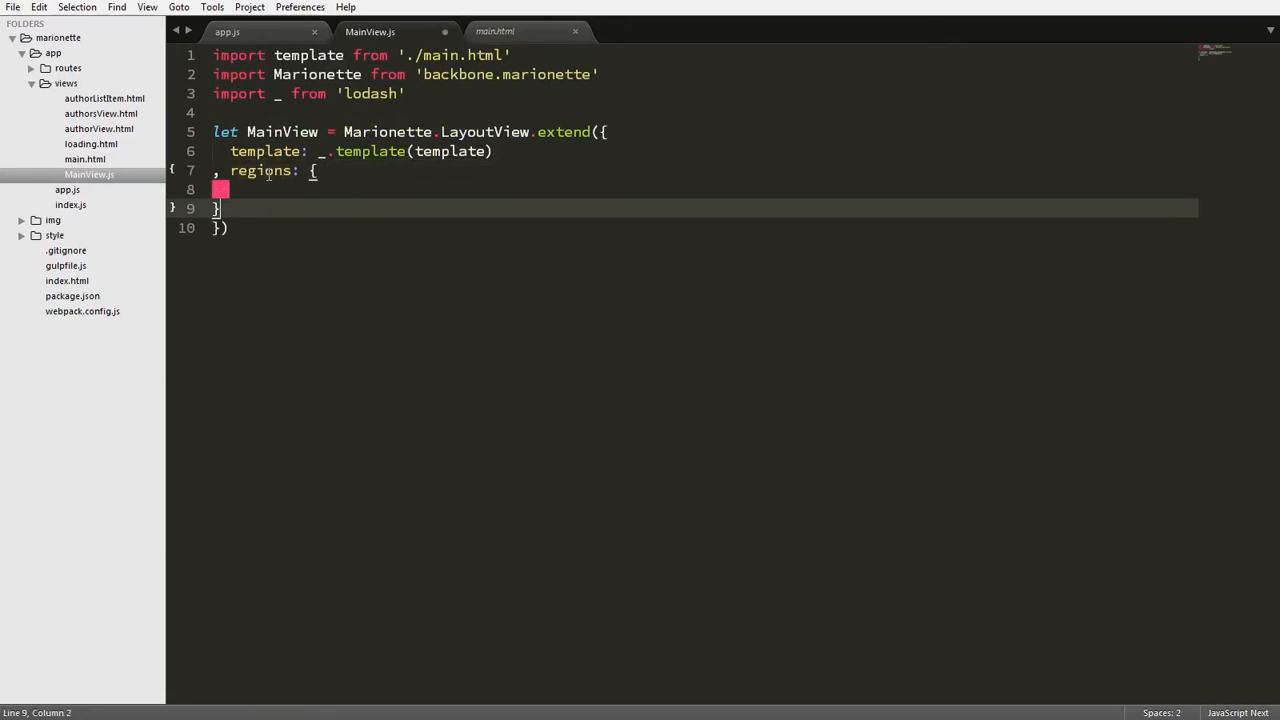 File Edit Selection Find View Goto Tools Project Preferences Help
FOLDERS
marionette
app
routes
views
authorListItem.html
authorsView.html
authorView.html
loading.html
main.html
MainView.js
app.js
index.js
img
style
.gitignore
gulpfile.js
index.html
package.json
webpack.config.js
app.js MainView.js main.html
1 import template from './main.html'
2 import Marionette from 'backbone.marionette'
3 import _ from 'lodash'
4
5 let MainView = Marionette.LayoutView.extend({
6 template: _.template(template)
{ 7 , regions: {
8
} 9 }
10 })
Line 9, Column 2 Spaces: 2 JavaScript Next